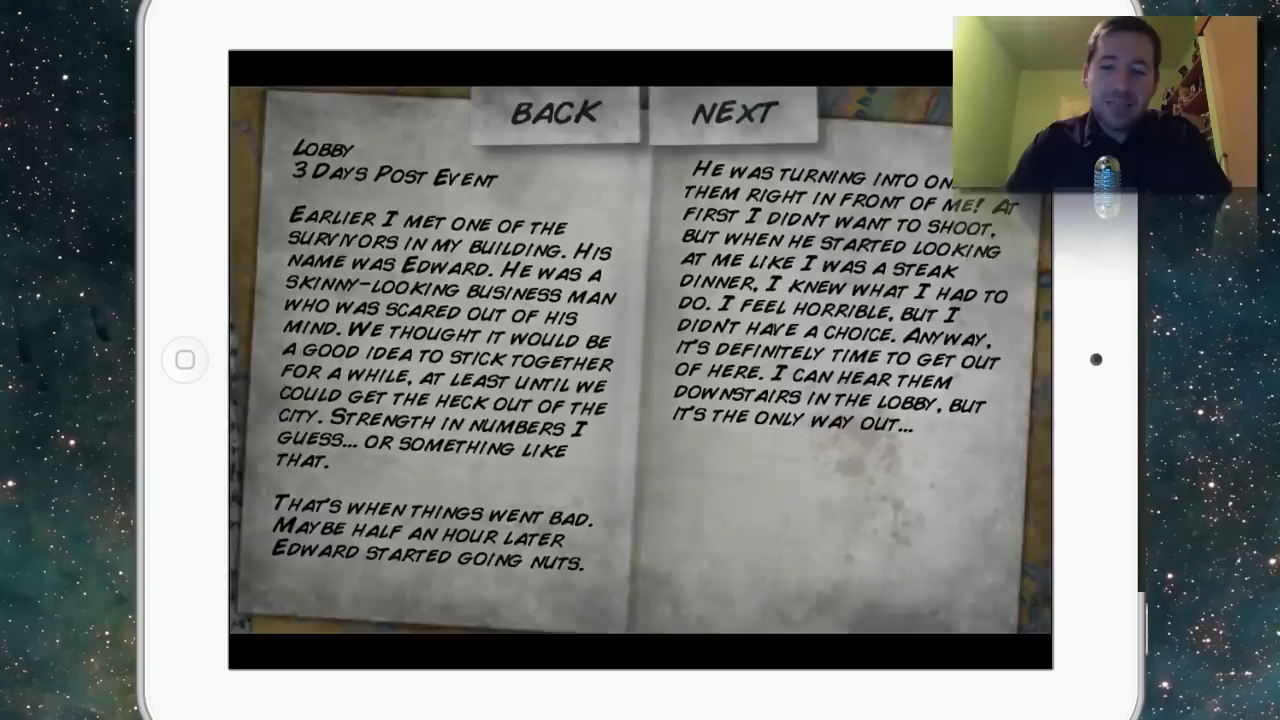 BACK
NEXT
LOBBY
3 DAYS POST EVENT
EARLIER I MET ONE OF THE
SURVIVORS IN MY BUILDING. HIS
NAME WAS EDWARD. HE WAS A
SKINNY-LOOKING BUSINESS MAN
WHO WAS SCARED OUT OF HIS
MIND. WE THOUGHT IT WOULD BE
A GOOD IDEA TO STICK TOGETHER
FOR A WHILE, AT LEAST UNTIL WE
COULD GET THE HECK OUT OF THE
CITY. STRENGTH IN NUMBERS I
GUESS... OR SOMETHING LIKE
THAT.
THAT'S WHEN THINGS WENT BAD.
MAYBE HALF AN HOUR LATER
EDWARD STARTED GOING NUTS.
HE WAS TURNING INTO
THEM RIGHT IN FRONT OF ME! AT
FIRST I DIDN'T WANT TO SHOOT,
BUT WHEN HE STARTED LOOKING
AT ME LIKE I WAS A STEAK
DINNER, I KNEW WHAT I HAD TO
DO. I FEEL HORRIBLE, BUT I
DIDN'T HAVE A CHOICE. ANYWAY,
IT'S DEFINITELY TIME TO GET OUT
OF HERE. I CAN HEAR THEM
DOWNSTAIRS IN THE LOBBY, BUT
IT'S THE ONLY WAY OUT...